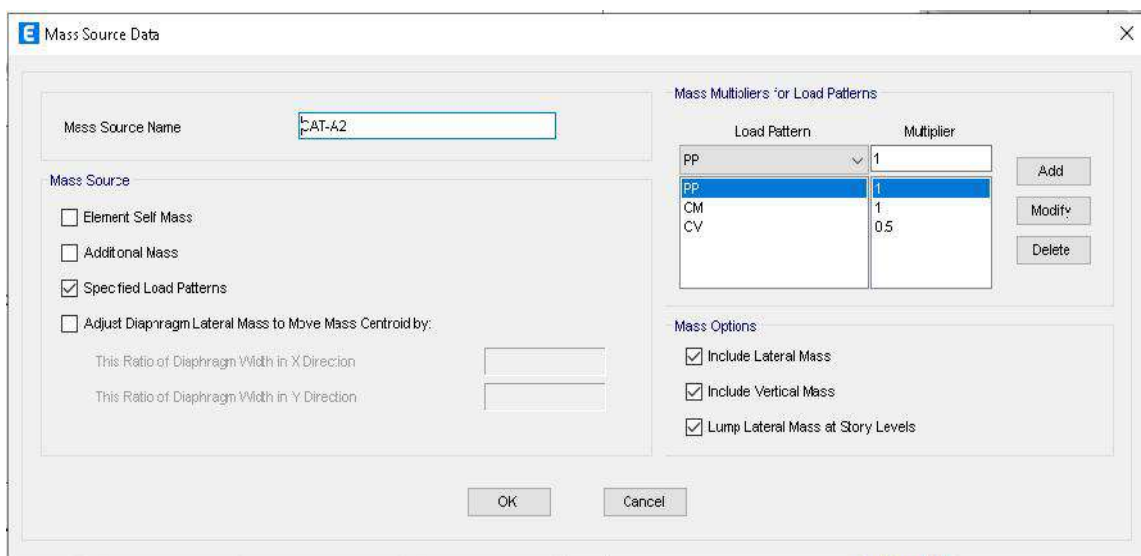 E Mass Source Data
Mass Source Name
CAT-A2
Mass Source
Element Self Mass
Additional Mass
Specified Load Patterns
Adjust Diaphragm Lateral Mass to Move Mass Centroid by:
This Ratio of Diaphragm Width in X Direction
This Ratio of Diaphragm Width in Y Direction
Mass Multipliers for Load Patterns
Load Pattern Multiplier
PP 1
PP 1
CM 1
CV 0.5
Add
Modify
Delete
Mass Options
Include Lateral Mass
Include Vertical Mass
Lump Lateral Mass at Story Levels
OK Cancel